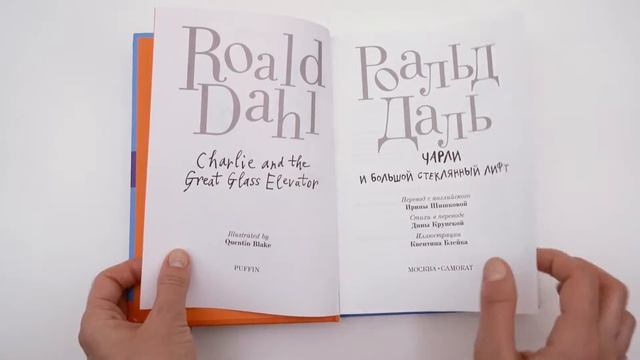 Roald
Dahl
Charlie and the
Great Glass Elevator
Illustrated by
Quentin Blake
PUFFIN
Роальд
Даль
ЧАРЛИ
И БОЛЬШОЙ СТЕКЛЯННЫЙ ЛИФТ
Перевод с английского
Ирины Шишковой
Стихи в переводе
Дины Крупской
Иллюстрации
Квентина Блейка
МОСКВА • САМОКАТ